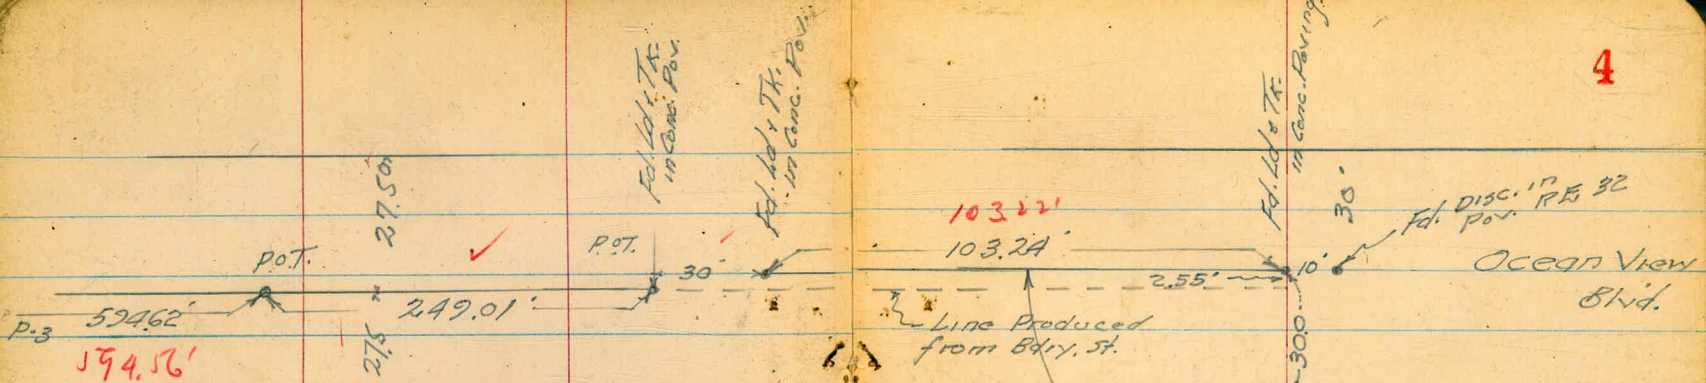 4
Fd. Ld & Tk.
in Conc. Pav.
Fd. Ld & Tk.
in Conc. Pav.
Fd. Ld & Tk.
in Conc. Paving
27.50
30'
Fd. Disc. in
Pav. RE 32
103.22'
103.24'
P.O.T.
P.O.T.
30'
2.55'
10'
Ocean View
Blvd.
P-3
594.62'
249.01'
594.56'
27.5
Line Produced
from Bdry. St.
30.0